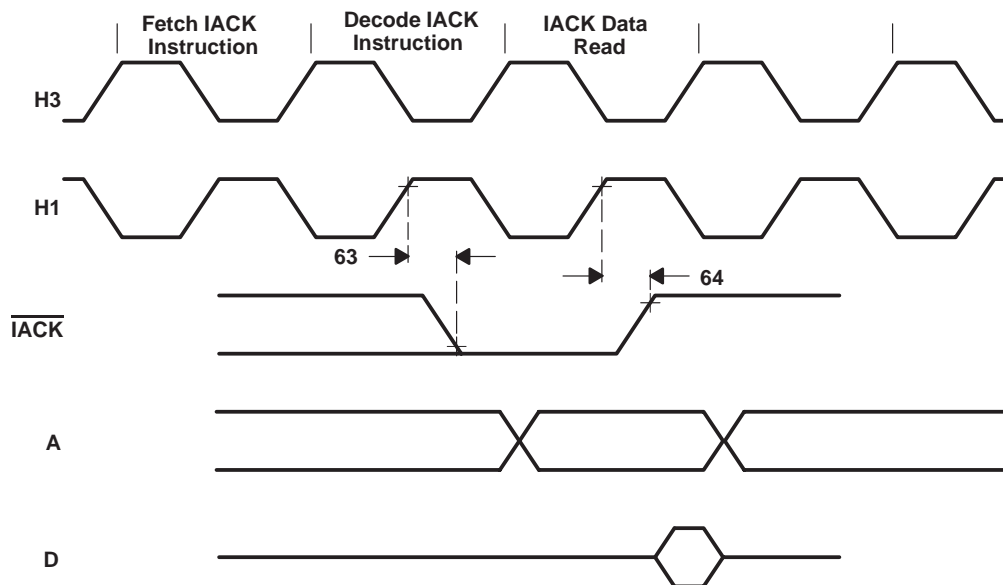 Fetch IACK
Instruction
Decode IACK
Instruction
IACK Data
Read
H3
H1
63
64
IACK
A
D